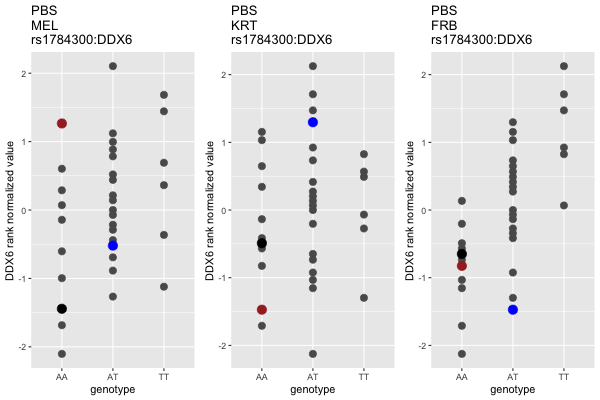 PBS
MEL
rs1784300:DDX6
DDX6 rank normalized value
2
1
0
-1
-2
AA
AT
TT
genotype
PBS
KRT
rs1784300:DDX6
DDX6 rank normalized value
2
1
0
-1
-2
AA
AT
TT
genotype
PBS
FRB
rs1784300:DDX6
DDX6 rank normalized value
2
1
0
-1
-2
AA
AT
TT
genotype